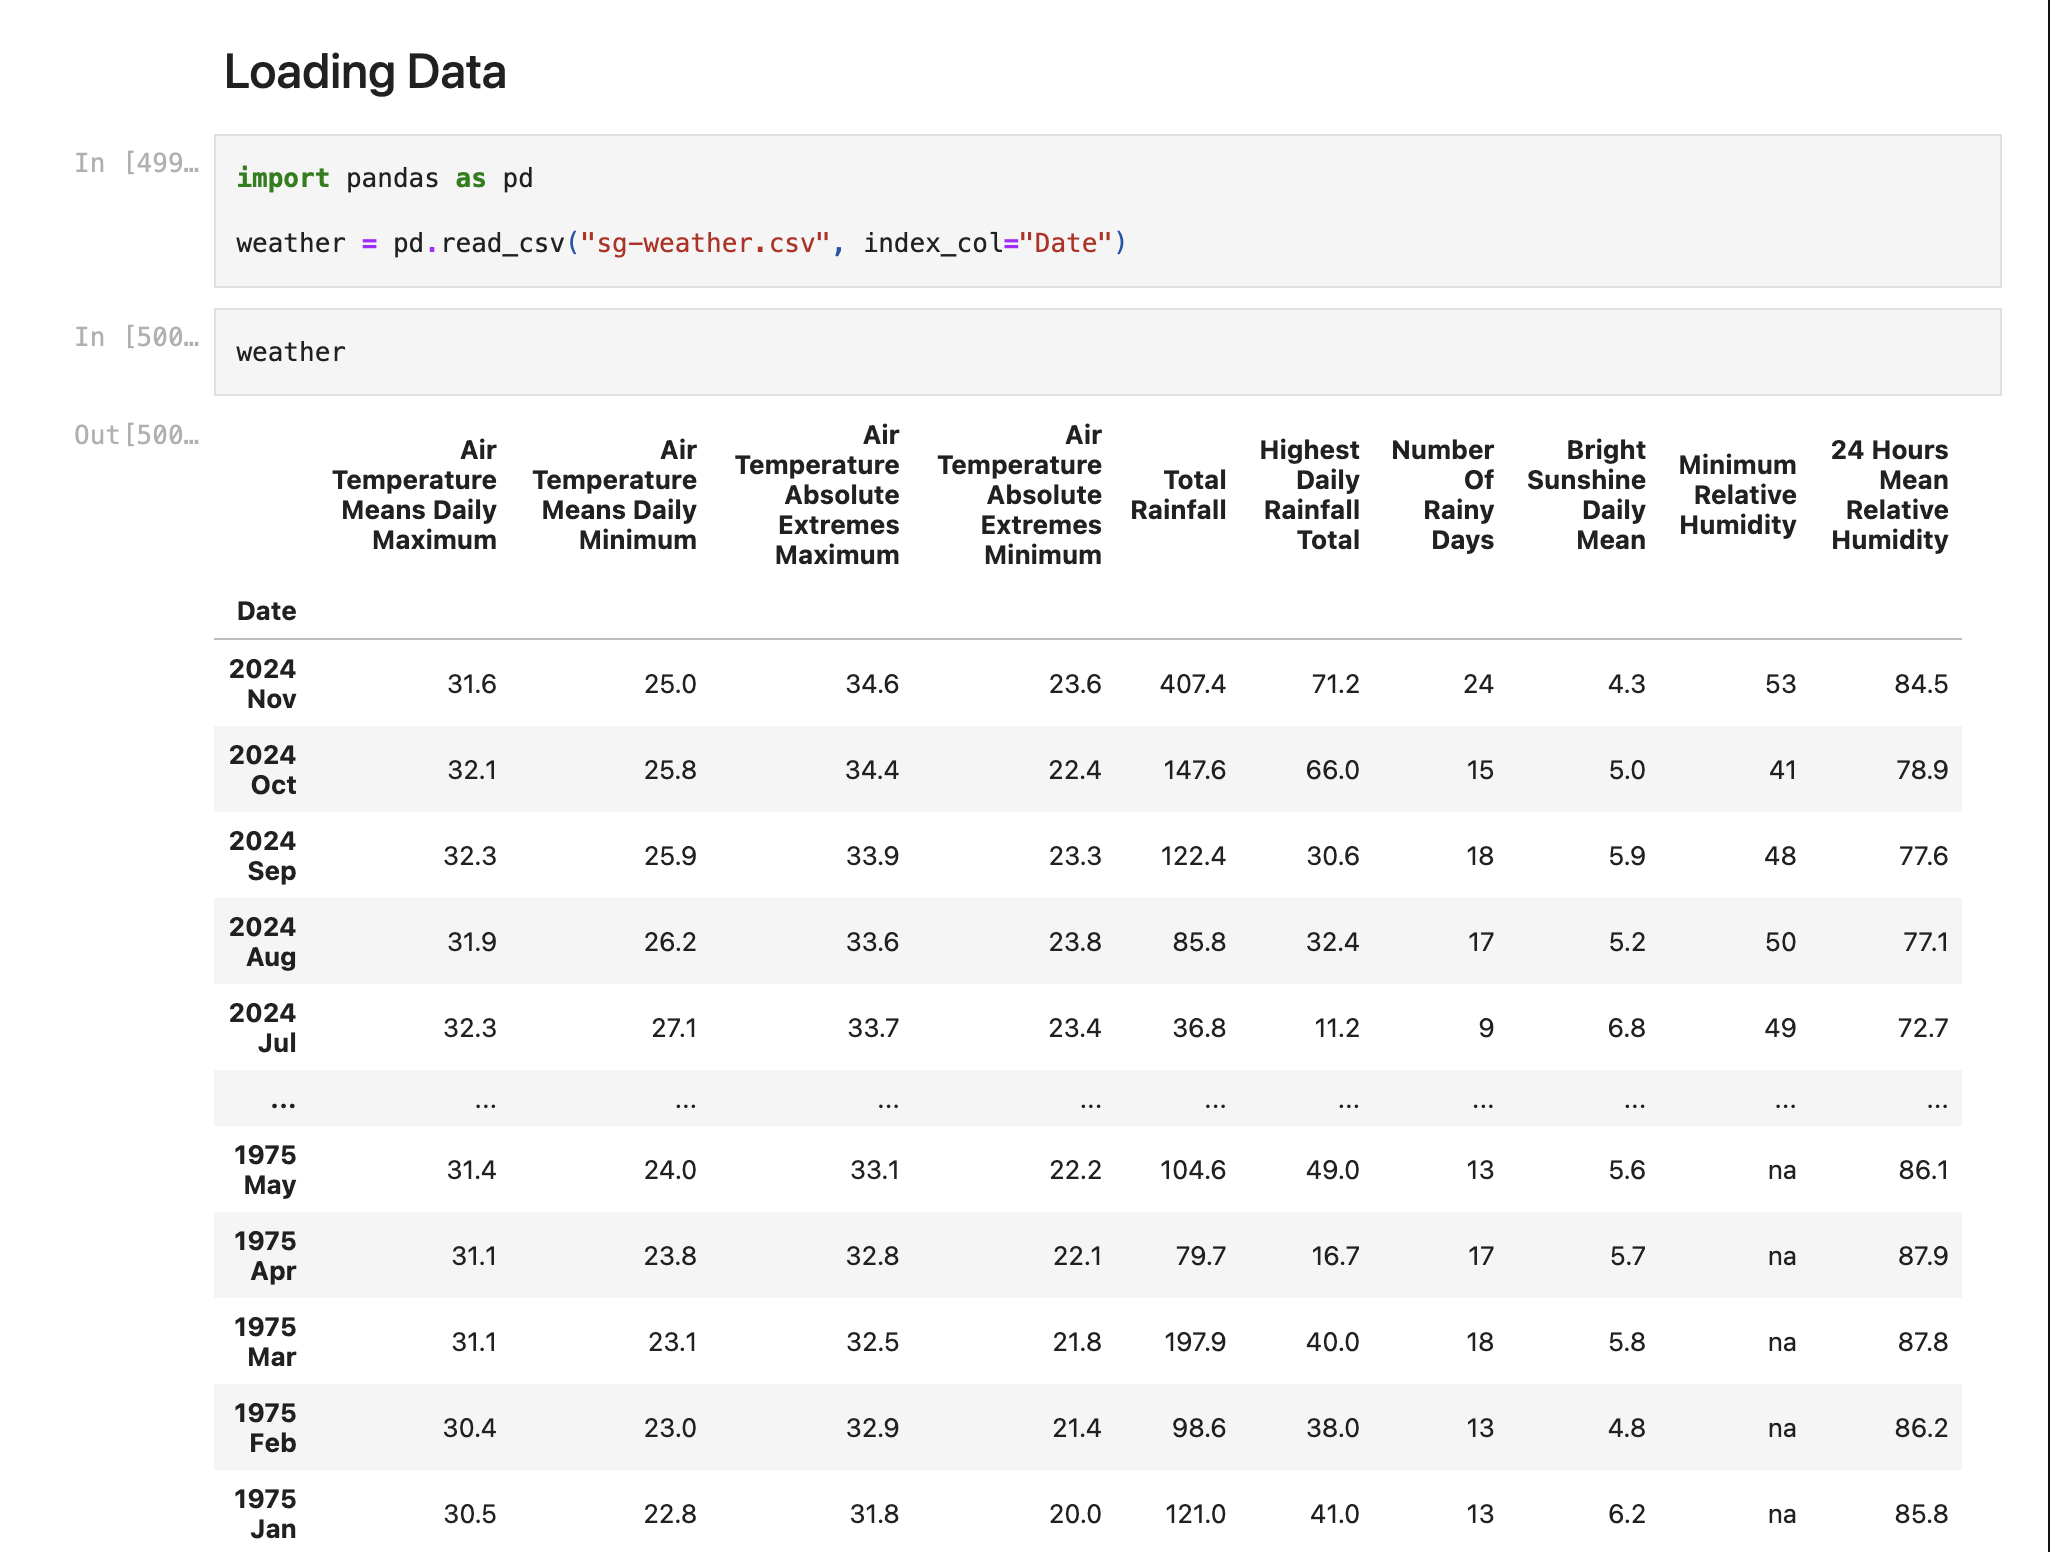 Loading Data
In [499…
import pandas as pd
weather = pd.read_csv("sg-weather.csv", index_col="Date")
In [500…
weather
Out[500…
Air Temperature Means Daily Maximum Air Temperature Means Daily Minimum Air Temperature Absolute Extremes Maximum Air Temperature Absolute Extremes Minimum Total Rainfall Highest Daily Rainfall Total Number Of Rainy Days Bright Sunshine Daily Mean Minimum Relative Humidity 24 Hours Mean Relative Humidity
Date
2024 Nov 31.6 25.0 34.6 23.6 407.4 71.2 24 4.3 53 84.5
2024 Oct 32.1 25.8 34.4 22.4 147.6 66.0 15 5.0 41 78.9
2024 Sep 32.3 25.9 33.9 23.3 122.4 30.6 18 5.9 48 77.6
2024 Aug 31.9 26.2 33.6 23.8 85.8 32.4 17 5.2 50 77.1
2024 Jul 32.3 27.1 33.7 23.4 36.8 11.2 9 6.8 49 72.7
... ... ... ... ... ... ... ... ... ... ...
1975 May 31.4 24.0 33.1 22.2 104.6 49.0 13 5.6 na 86.1
1975 Apr 31.1 23.8 32.8 22.1 79.7 16.7 17 5.7 na 87.9
1975 Mar 31.1 23.1 32.5 21.8 197.9 40.0 18 5.8 na 87.8
1975 Feb 30.4 23.0 32.9 21.4 98.6 38.0 13 4.8 na 86.2
1975 Jan 30.5 22.8 31.8 20.0 121.0 41.0 13 6.2 na 85.8